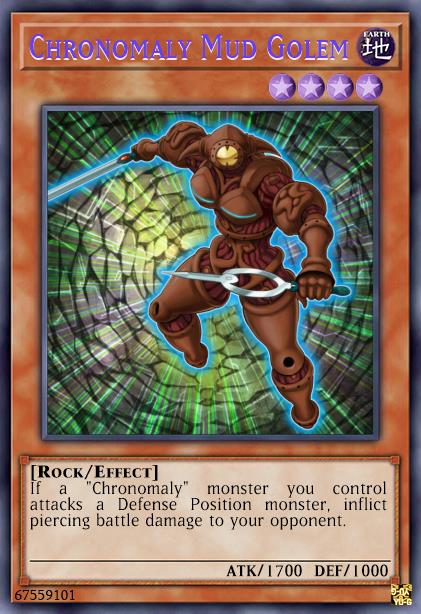 Chronomaly Mud Golem
EARTH
地
[Rock/Effect]
If a "Chronomaly" monster you control
attacks a Defense Position monster, inflict
piercing battle damage to your opponent.
ATK/1700 DEF/1000
67559101